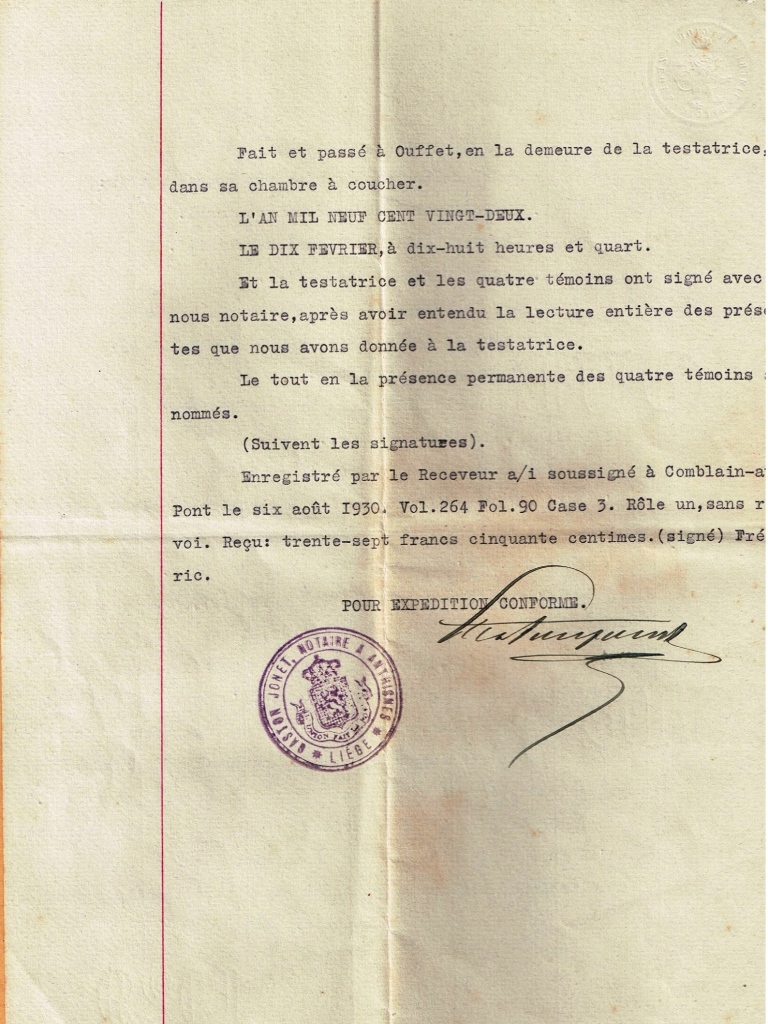 Fait et passé à Ouffet,en la demeure de la testatrice,
dans sa chambre à coucher.
L'AN MIL NEUF CENT VINGT-DEUX.
LE DIX FEVRIER,à dix-huit heures et quart.
Et la testatrice et les quatre témoins ont signé avec
nous notaire,après avoir entendu la lecture entière des prése
tes que nous avons donnée à la testatrice.
Le tout en la présence permanente des quatre témoins
nommés.
(Suivent les signatures).
Enregistré par le Receveur a/i soussigné à Comblain-a
Pont le six août I930. Vol.264 Fol.90 Case 3. Rôle un,sans r
voi. Reçu: trente-sept francs cinquante centimes.(signé) Fré
ric.
POUR EXPEDITION CONFORME.
GASTON JONET, NOTAIRE A ANTHISNES
L'UNION FAIT LA
* LIÈGE *